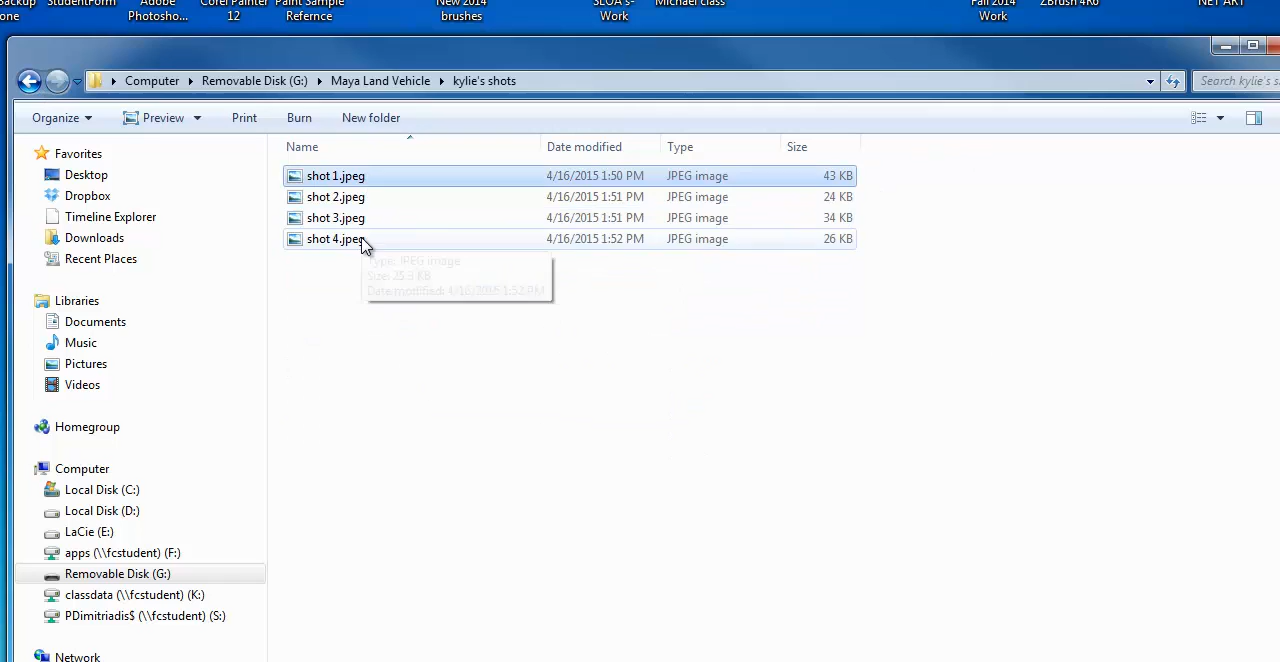 Backup StudentForm Adobe Corel Painter Paint Sample New 2014 SLOA s- Michael class Fall 2014 ZBrush 4R6 NET ART
one Photosho... 12 Refernce brushes Work Work
Computer Removable Disk (G:) Maya Land Vehicle kylie's shots Search kylie's s
Organize Preview Print Burn New folder
Name Date modified Type Size
shot 1.jpeg 4/16/2015 1:50 PM JPEG image 43 KB
shot 2.jpeg 4/16/2015 1:51 PM JPEG image 24 KB
shot 3.jpeg 4/16/2015 1:51 PM JPEG image 34 KB
shot 4.jpeg 4/16/2015 1:52 PM JPEG image 26 KB
Type: JPEG image
Size: 25.3 KB
Date modified: 4/16/2015 1:52 PM
Favorites
Desktop
Dropbox
Timeline Explorer
Downloads
Recent Places
Libraries
Documents
Music
Pictures
Videos
Homegroup
Computer
Local Disk (C:)
Local Disk (D:)
LaCie (E:)
apps (\\fcstudent) (F:)
Removable Disk (G:)
classdata (\\fcstudent) (K:)
PDimitriadis$ (\\fcstudent) (S:)
Network